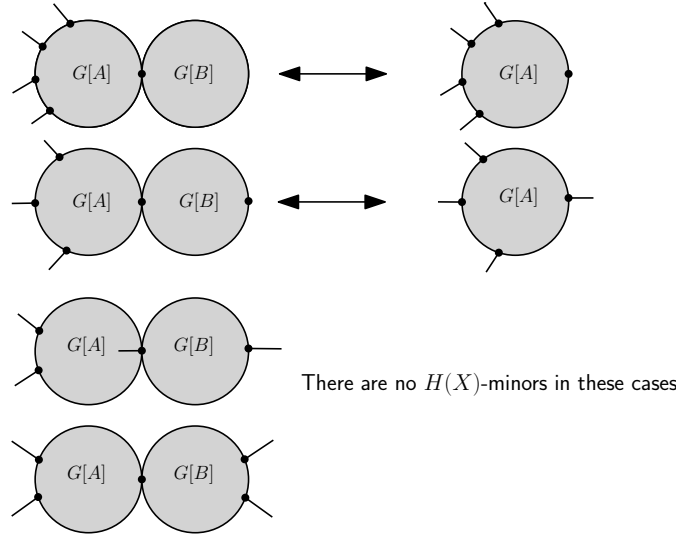 G[A] G[B] G[A]
G[A] G[B] G[A]
G[A] G[B]
There are no H(X)-minors in these cases
G[A] G[B]